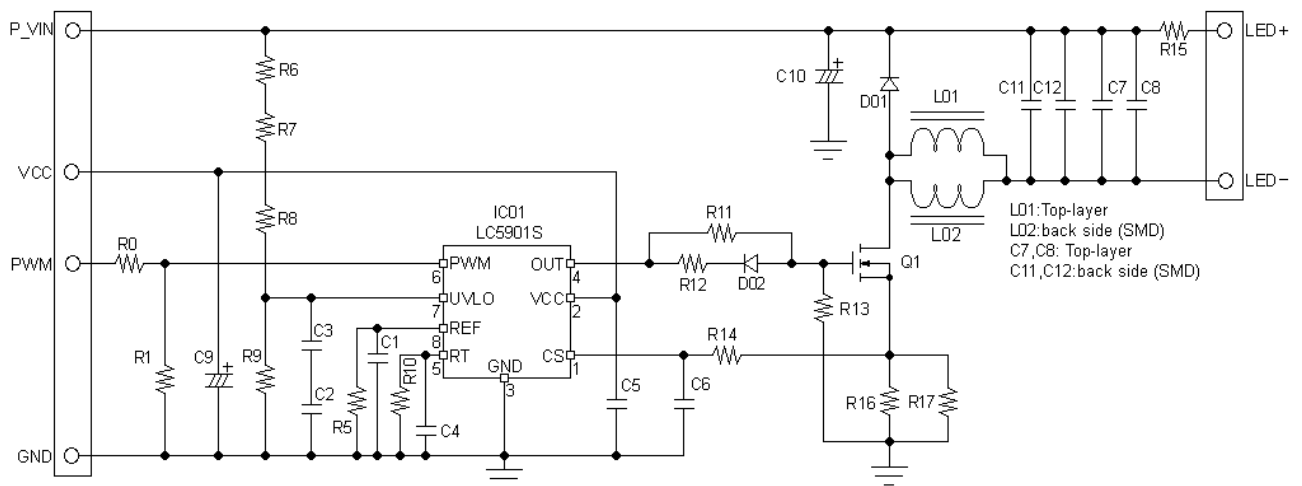 P_VIN
R6
C10
D01
L01
C11
C12
C7
C8
R15
LED+
R7
VCC
LED-
R8
IC01
LC5901S
R11
L02
L01:Top-layer
L02:back side (SMD)
C7,C8: Top-layer
C11,C12:back side (SMD)
PWM
R0
PWM
6
OUT
4
R12
D02
Q1
UVLO
7
VCC
2
R13
C3
C1
REF
8
RT
5
CS
1
R14
R1
C9
R9
C2
R5
R10
GND
3
C5
C6
R16
R17
C4
GND